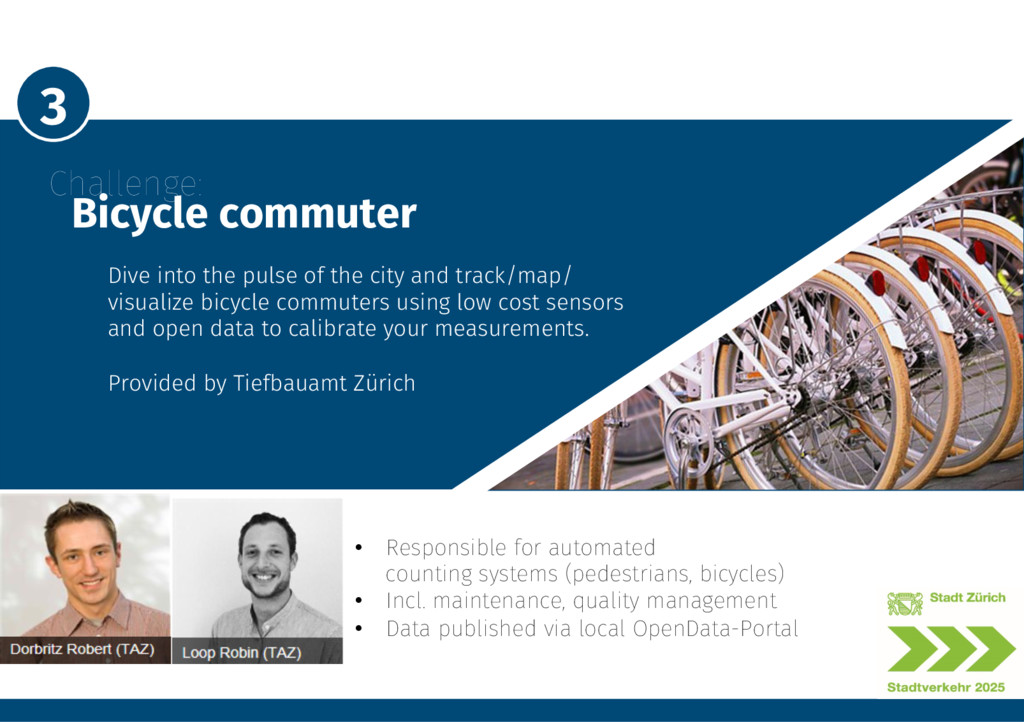 3
Challenge:
Bicycle commuter
Dive into the pulse of the city and track/map/
visualize bicycle commuters using low cost sensors
and open data to calibrate your measurements.
Provided by Tiefbauamt Zürich
Dorbritz Robert (TAZ)
Loop Robin (TAZ)
• Responsible for automated
counting systems (pedestrians, bicycles)
• Incl. maintenance, quality management
• Data published via local OpenData-Portal
Stadt Zürich
Stadtverkehr 2025